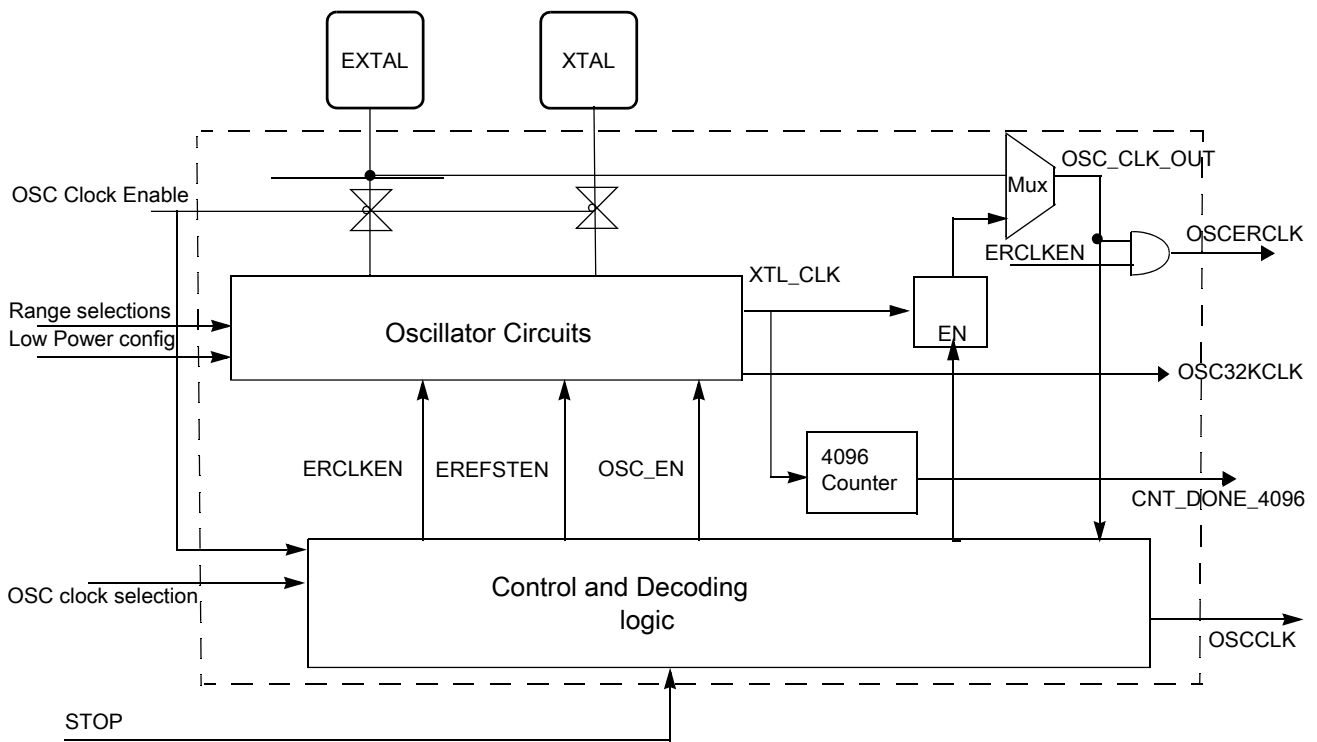 EXTAL
XTAL
OSC_CLK_OUT
Mux
OSC Clock Enable
OSCERCLK
ERCLKEN
XTL_CLK
Range selections
Oscillator Circuits
EN
Low Power config
OSC32KCLK
ERCLKEN
EREFSTEN
OSC_EN
4096
Counter
CNT_DONE_4096
Control and Decoding
logic
OSC clock selection
OSCCLK
STOP